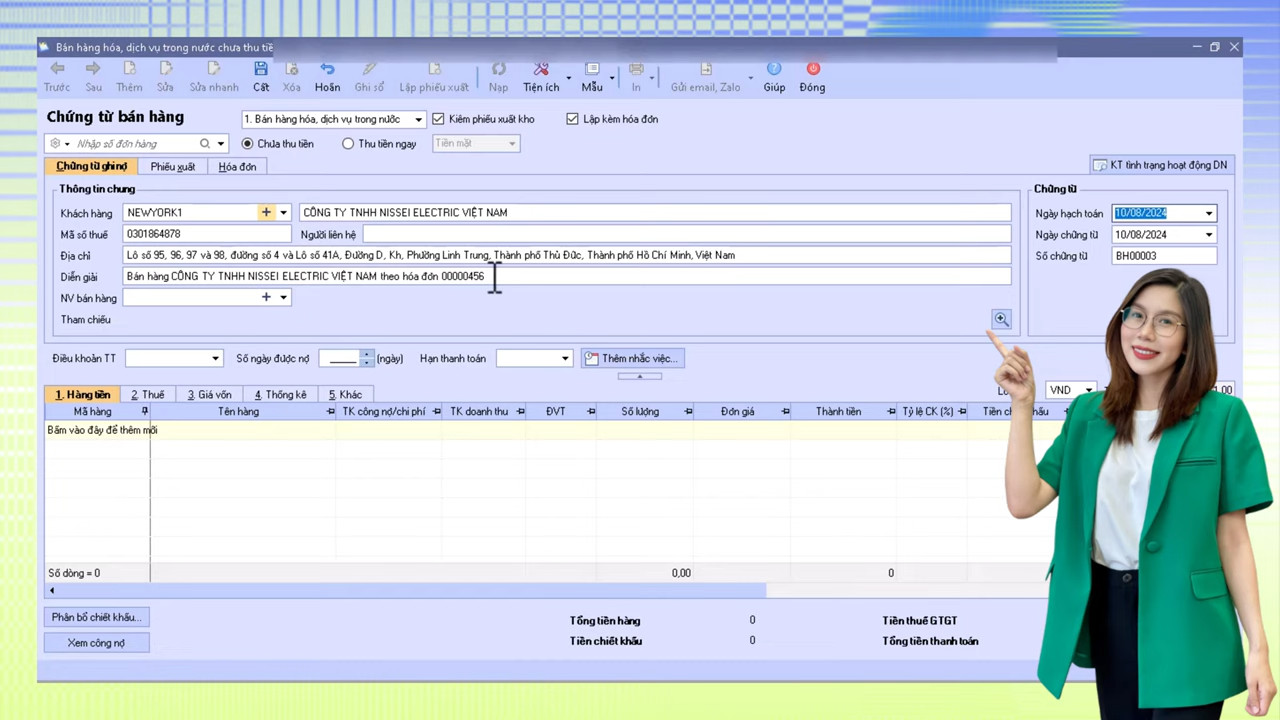 Bán hàng hóa, dịch vụ trong nước chưa thu tiề
Trước Sau Thêm Sửa Sửa nhanh Cất Xóa Hoãn Ghi sổ Lập phiếu xuất Nạp Tiện ích Mẫu In Gửi email, Zalo Giúp Đóng
Chứng từ bán hàng 1. Bán hàng hóa, dịch vụ trong nước Kiêm phiếu xuất kho Lập kèm hóa đơn
Nhập số đơn hàng Chưa thu tiền Thu tiền ngay Tiền mặt
Chứng từ ghi nợ Phiếu xuất Hóa đơn KT tình trạng hoạt động DN
Thông tin chung Chứng từ
Khách hàng NEWYORK1 CÔNG TY TNHH NISSEI ELECTRIC VIỆT NAM Ngày hạch toán 10/08/2024
Mã số thuế 0301864878 Người liên hệ Ngày chứng từ 10/08/2024
Địa chỉ Lô số 95, 96, 97 và 98, đường số 4 và Lô số 41A, Đường D, Kh, Phường Linh Trung, Thành phố Thủ Đức, Thành phố Hồ Chí Minh, Việt Nam Số chứng từ BH00003
Diễn giải Bán hàng CÔNG TY TNHH NISSEI ELECTRIC VIỆT NAM theo hóa đơn 00000456
NV bán hàng
Tham chiếu
Điều khoản TT Số ngày được nợ (ngày) Hạn thanh toán Thêm nhắc việc...
1. Hàng tiền 2. Thuế 3. Giá vốn 4. Thống kê 5. Khác VND
Mã hàng Tên hàng TK công nợ/chi phí TK doanh thu ĐVT Số lượng Đơn giá Thành tiền Tỷ lệ CK (%)
Bấm vào đây để thêm mới
Số dòng = 0 0,00 0
Phân bổ chiết khấu... Tổng tiền hàng 0 Tiền thuế GTGT
Xem công nợ Tiền chiết khấu 0 Tổng tiền thanh toán